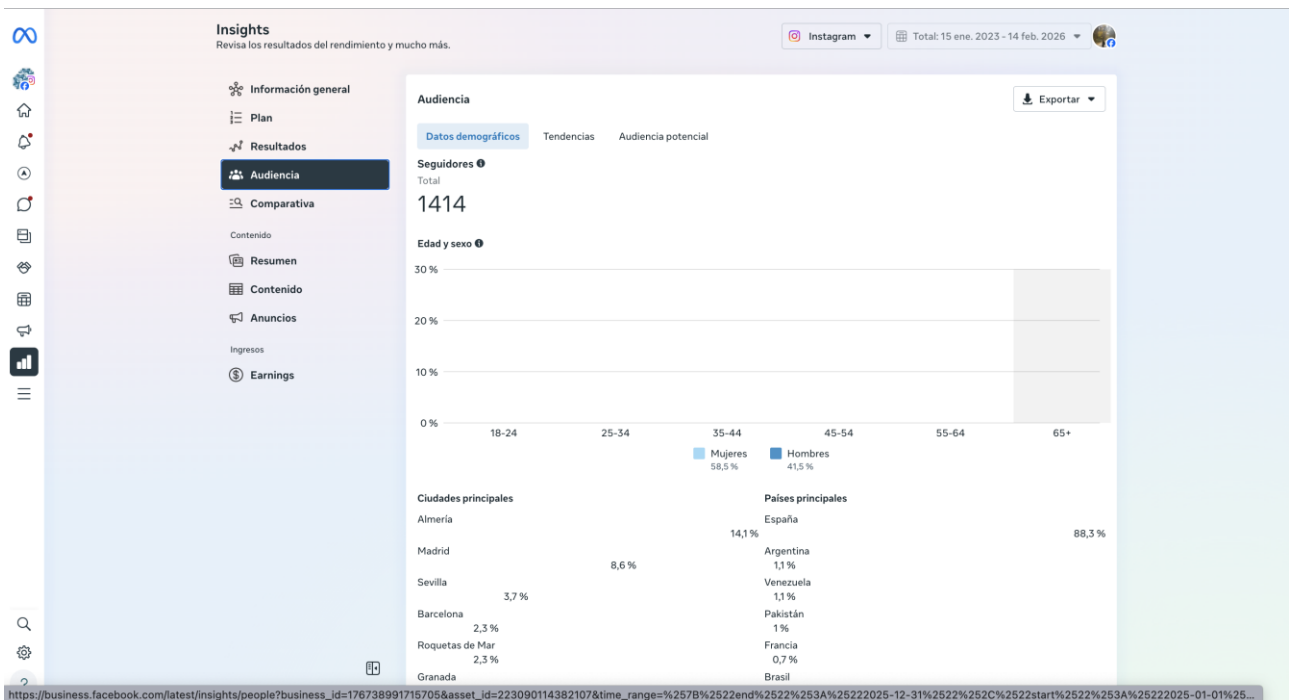 Insights
Revisa los resultados del rendimiento y mucho más.
Instagram
Total: 15 ene. 2023 - 14 feb. 2026
Información general
Plan
Resultados
Audiencia
Comparativa
Contenido
Resumen
Contenido
Anuncios
Ingresos
Earnings
Audiencia
Exportar
Datos demográficos
Tendencias
Audiencia potencial
Seguidores
Total
1414
Edad y sexo
30 %
20 %
10 %
0 %
18-24
25-34
35-44
45-54
55-64
65+
Mujeres
58,5 %
Hombres
41,5 %
Ciudades principales
Almería
14,1 %
Madrid
8,6 %
Sevilla
3,7 %
Barcelona
2,3 %
Roquetas de Mar
2,3 %
Granada
Países principales
España
88,3 %
Argentina
1,1 %
Venezuela
1,1 %
Pakistán
1 %
Francia
0,7 %
Brasil
https://business.facebook.com/latest/insights/people?business_id=176738991715705&asset_id=223090114382107&time_range=%257B%2522end%2522%253A%25222025-12-31%2522%252C%2522start%2522%253A%25222025-01-01%25...